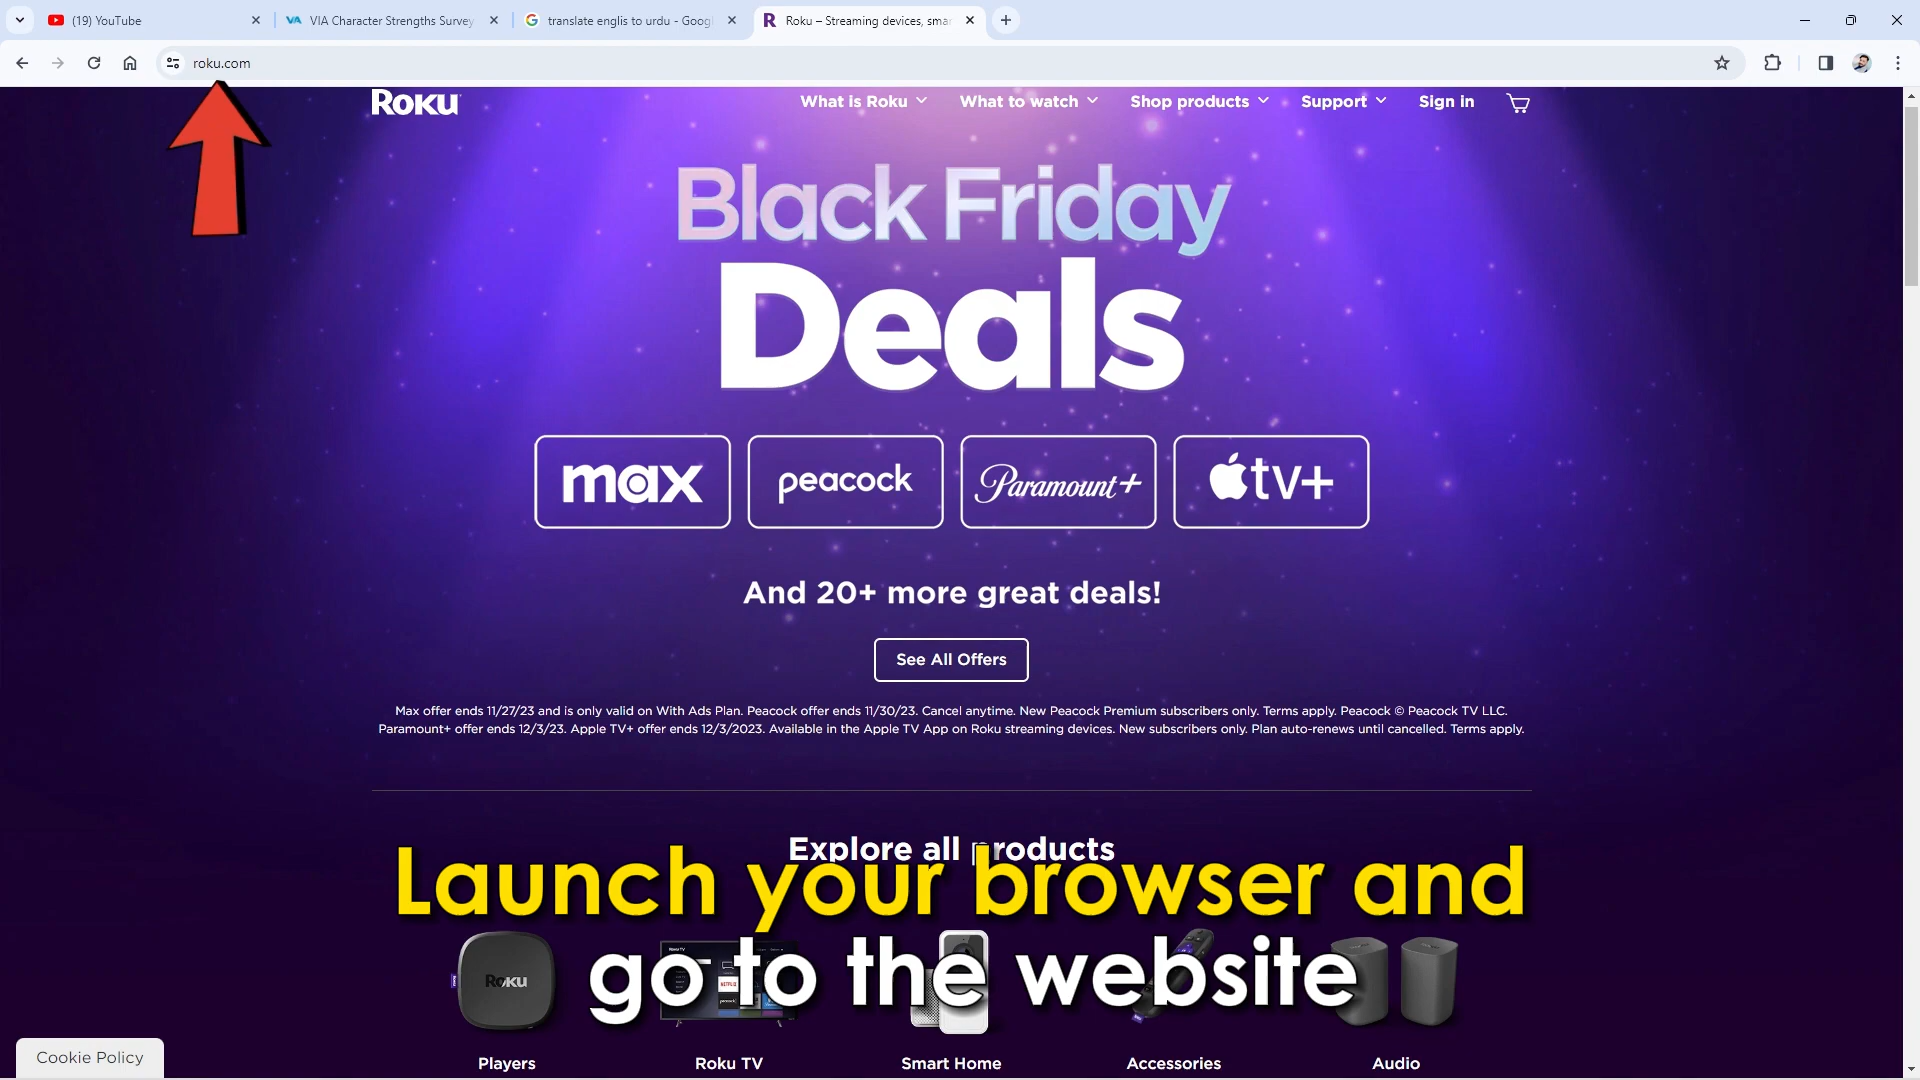 (19) YouTube
VIA Character Strengths Survey
translate englis to urdu - Googl
Roku – Streaming devices, smar
roku.com
Roku
What is Roku
What to watch
Shop products
Support
Sign in
Black Friday
Deals
max
peacock
Paramount+
tv+
And 20+ more great deals!
See All Offers
Max offer ends 11/27/23 and is only valid on With Ads Plan. Peacock offer ends 11/30/23. Cancel anytime. New Peacock Premium subscribers only. Terms apply. Peacock © Peacock TV LLC.
Paramount+ offer ends 12/3/23. Apple TV+ offer ends 12/3/2023. Available in the Apple TV App on Roku streaming devices. New subscribers only. Plan auto-renews until cancelled. Terms apply.
Explore all products
Launch your browser and
go to the website
Roku
Roku TV
NETFLIX
peacock
Players
Roku TV
Smart Home
Accessories
Audio
Cookie Policy